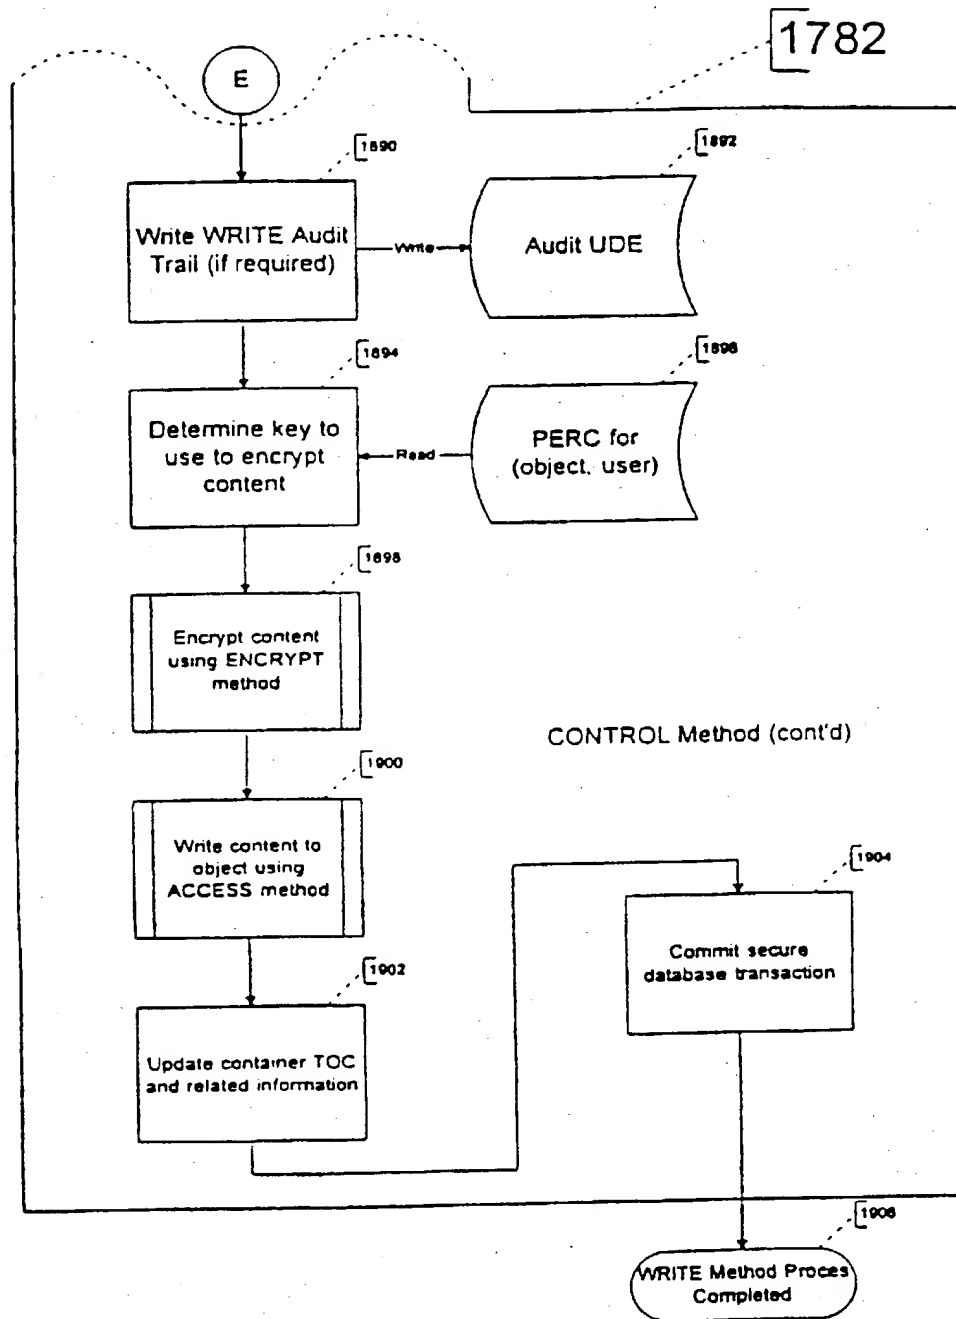 1782
E
1890
Write WRITE Audit
Trail (if required)
Write
1892
Audit UDE
1894
Determine key to
use to encrypt
content
Read
1896
PERC for
(object, user)
1898
Encrypt content
using ENCRYPT
method
CONTROL Method (cont'd)
1900
Write content to
object using
ACCESS method
1902
Update container TOC
and related information
1904
Commit secure
database transaction
1906
WRITE Method Proces
Completed